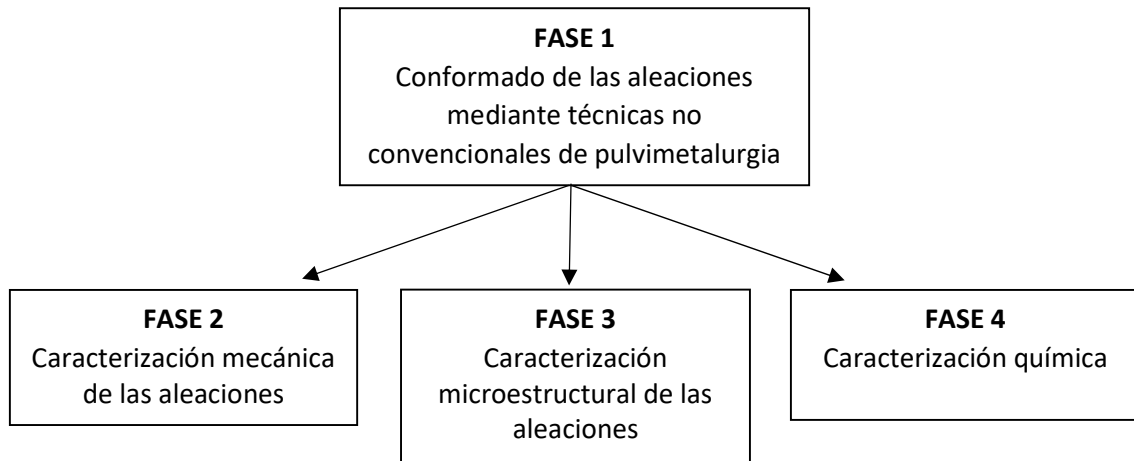 FASE 1
Conformado de las aleaciones
mediante técnicas no
convencionales de pulvimetalurgia
FASE 2
Caracterización mecánica
de las aleaciones
FASE 3
Caracterización
microestructural de las
aleaciones
FASE 4
Caracterización química